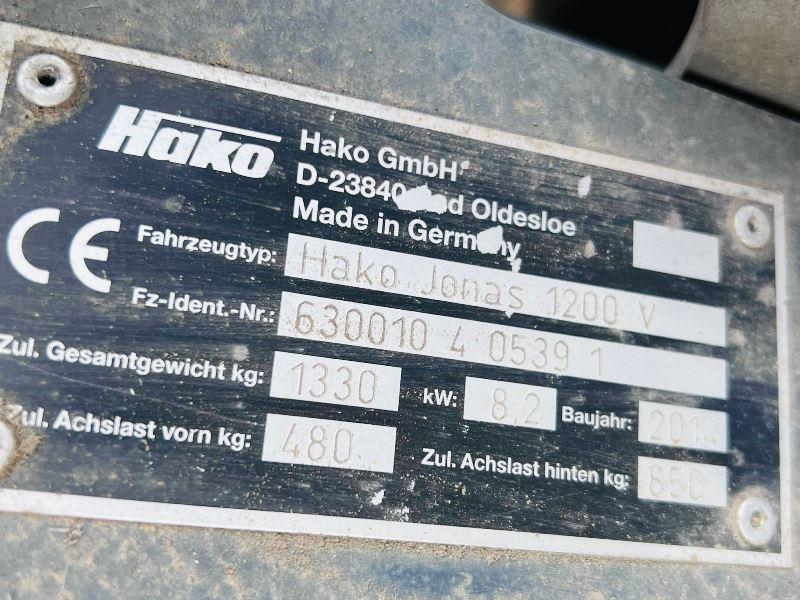 Hako
Hako GmbH
D-23840 Bad Oldesloe
Made in Germany
CE
Fahrzeugtyp: Hako Jonas 1200 V
Fz-Ident.-Nr.: 630010 4 0539 1
Zul. Gesamtgewicht kg: 1330 kW: 8,2 Baujahr: 2014
Zul. Achslast vorn kg: 480 Zul. Achslast hinten kg: 850